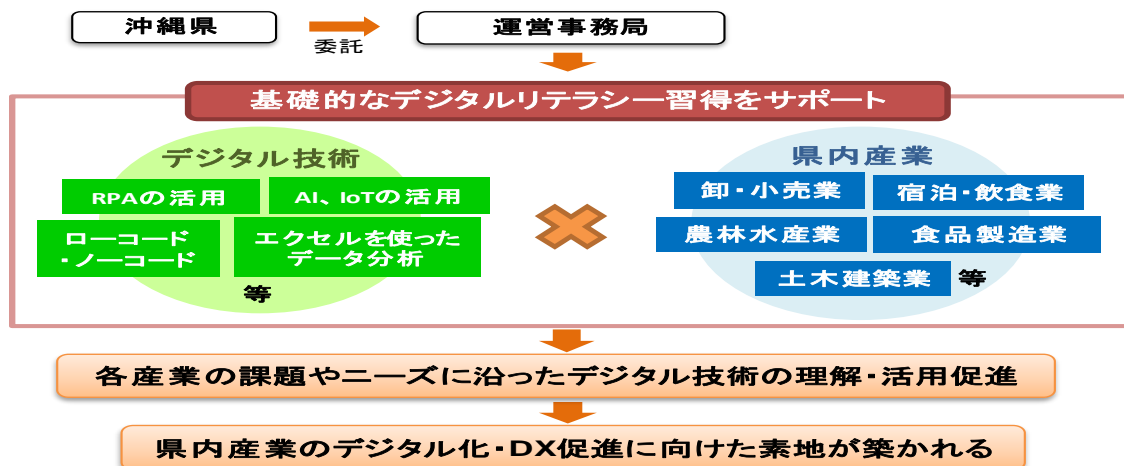 沖縄県
委託
運営事務局
基礎的なデジタルリテラシー習得をサポート
デジタル技術
RPAの活用
AI、IoTの活用
ローコード
・ノーコード
エクセルを使った
データ分析
等
県内産業
卸・小売業
宿泊・飲食業
農林水産業
食品製造業
土木建築業
等
各産業の課題やニーズに沿ったデジタル技術の理解・活用促進
県内産業のデジタル化・DX促進に向けた素地が築かれる